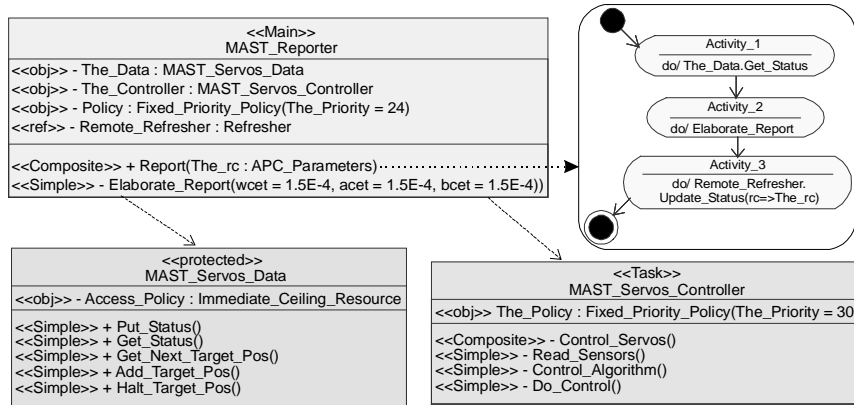 <<Main>>
MAST_Reporter
<<obj>> - The_Data : MAST_Servos_Data
<<obj>> - The_Controller : MAST_Servos_Controller
<<obj>> - Policy : Fixed_Priority_Policy(The_Priority = 24)
<<ref>> - Remote_Refresher : Refresher
<<Composite>> + Report(The_rc : APC_Parameters)
<<Simple>> - Elaborate_Report(wcet = 1.5E-4, acet = 1.5E-4, bcet = 1.5E-4))
Activity_1
do/ The_Data.Get_Status
Activity_2
do/ Elaborate_Report
Activity_3
do/ Remote_Refresher.
Update_Status(rc=>The_rc)
<<protected>>
MAST_Servos_Data
<<obj>> - Access_Policy : Immediate_Ceiling_Resource
<<Simple>> + Put_Status()
<<Simple>> + Get_Status()
<<Simple>> + Get_Next_Target_Pos()
<<Simple>> + Add_Target_Pos()
<<Simple>> + Halt_Target_Pos()
<<Task>>
MAST_Servos_Controller
<<obj>> The_Policy : Fixed_Priority_Policy(The_Priority = 30
<<Composite>> - Control_Servos()
<<Simple>> - Read_Sensors()
<<Simple>> - Control_Algorithm()
<<Simple>> - Do_Control()